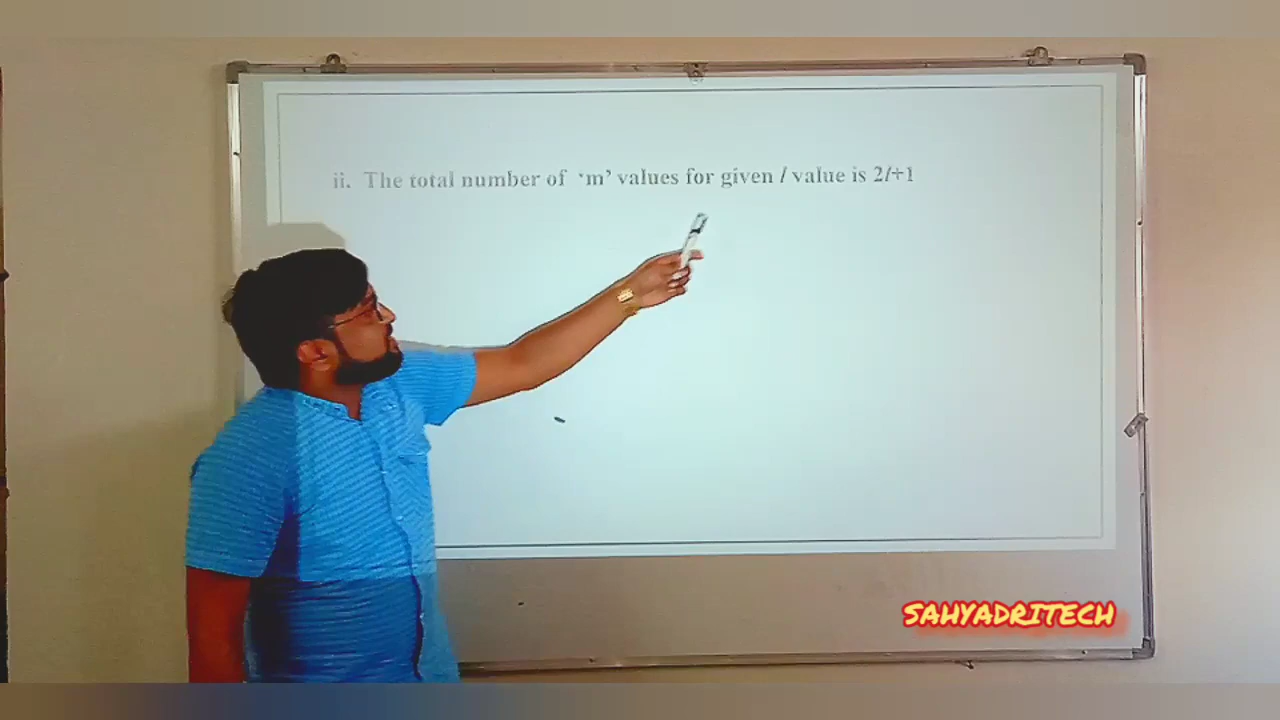 ii. The total number of ‘m’ values for given l value is 2l+1
SAHYADRITECH